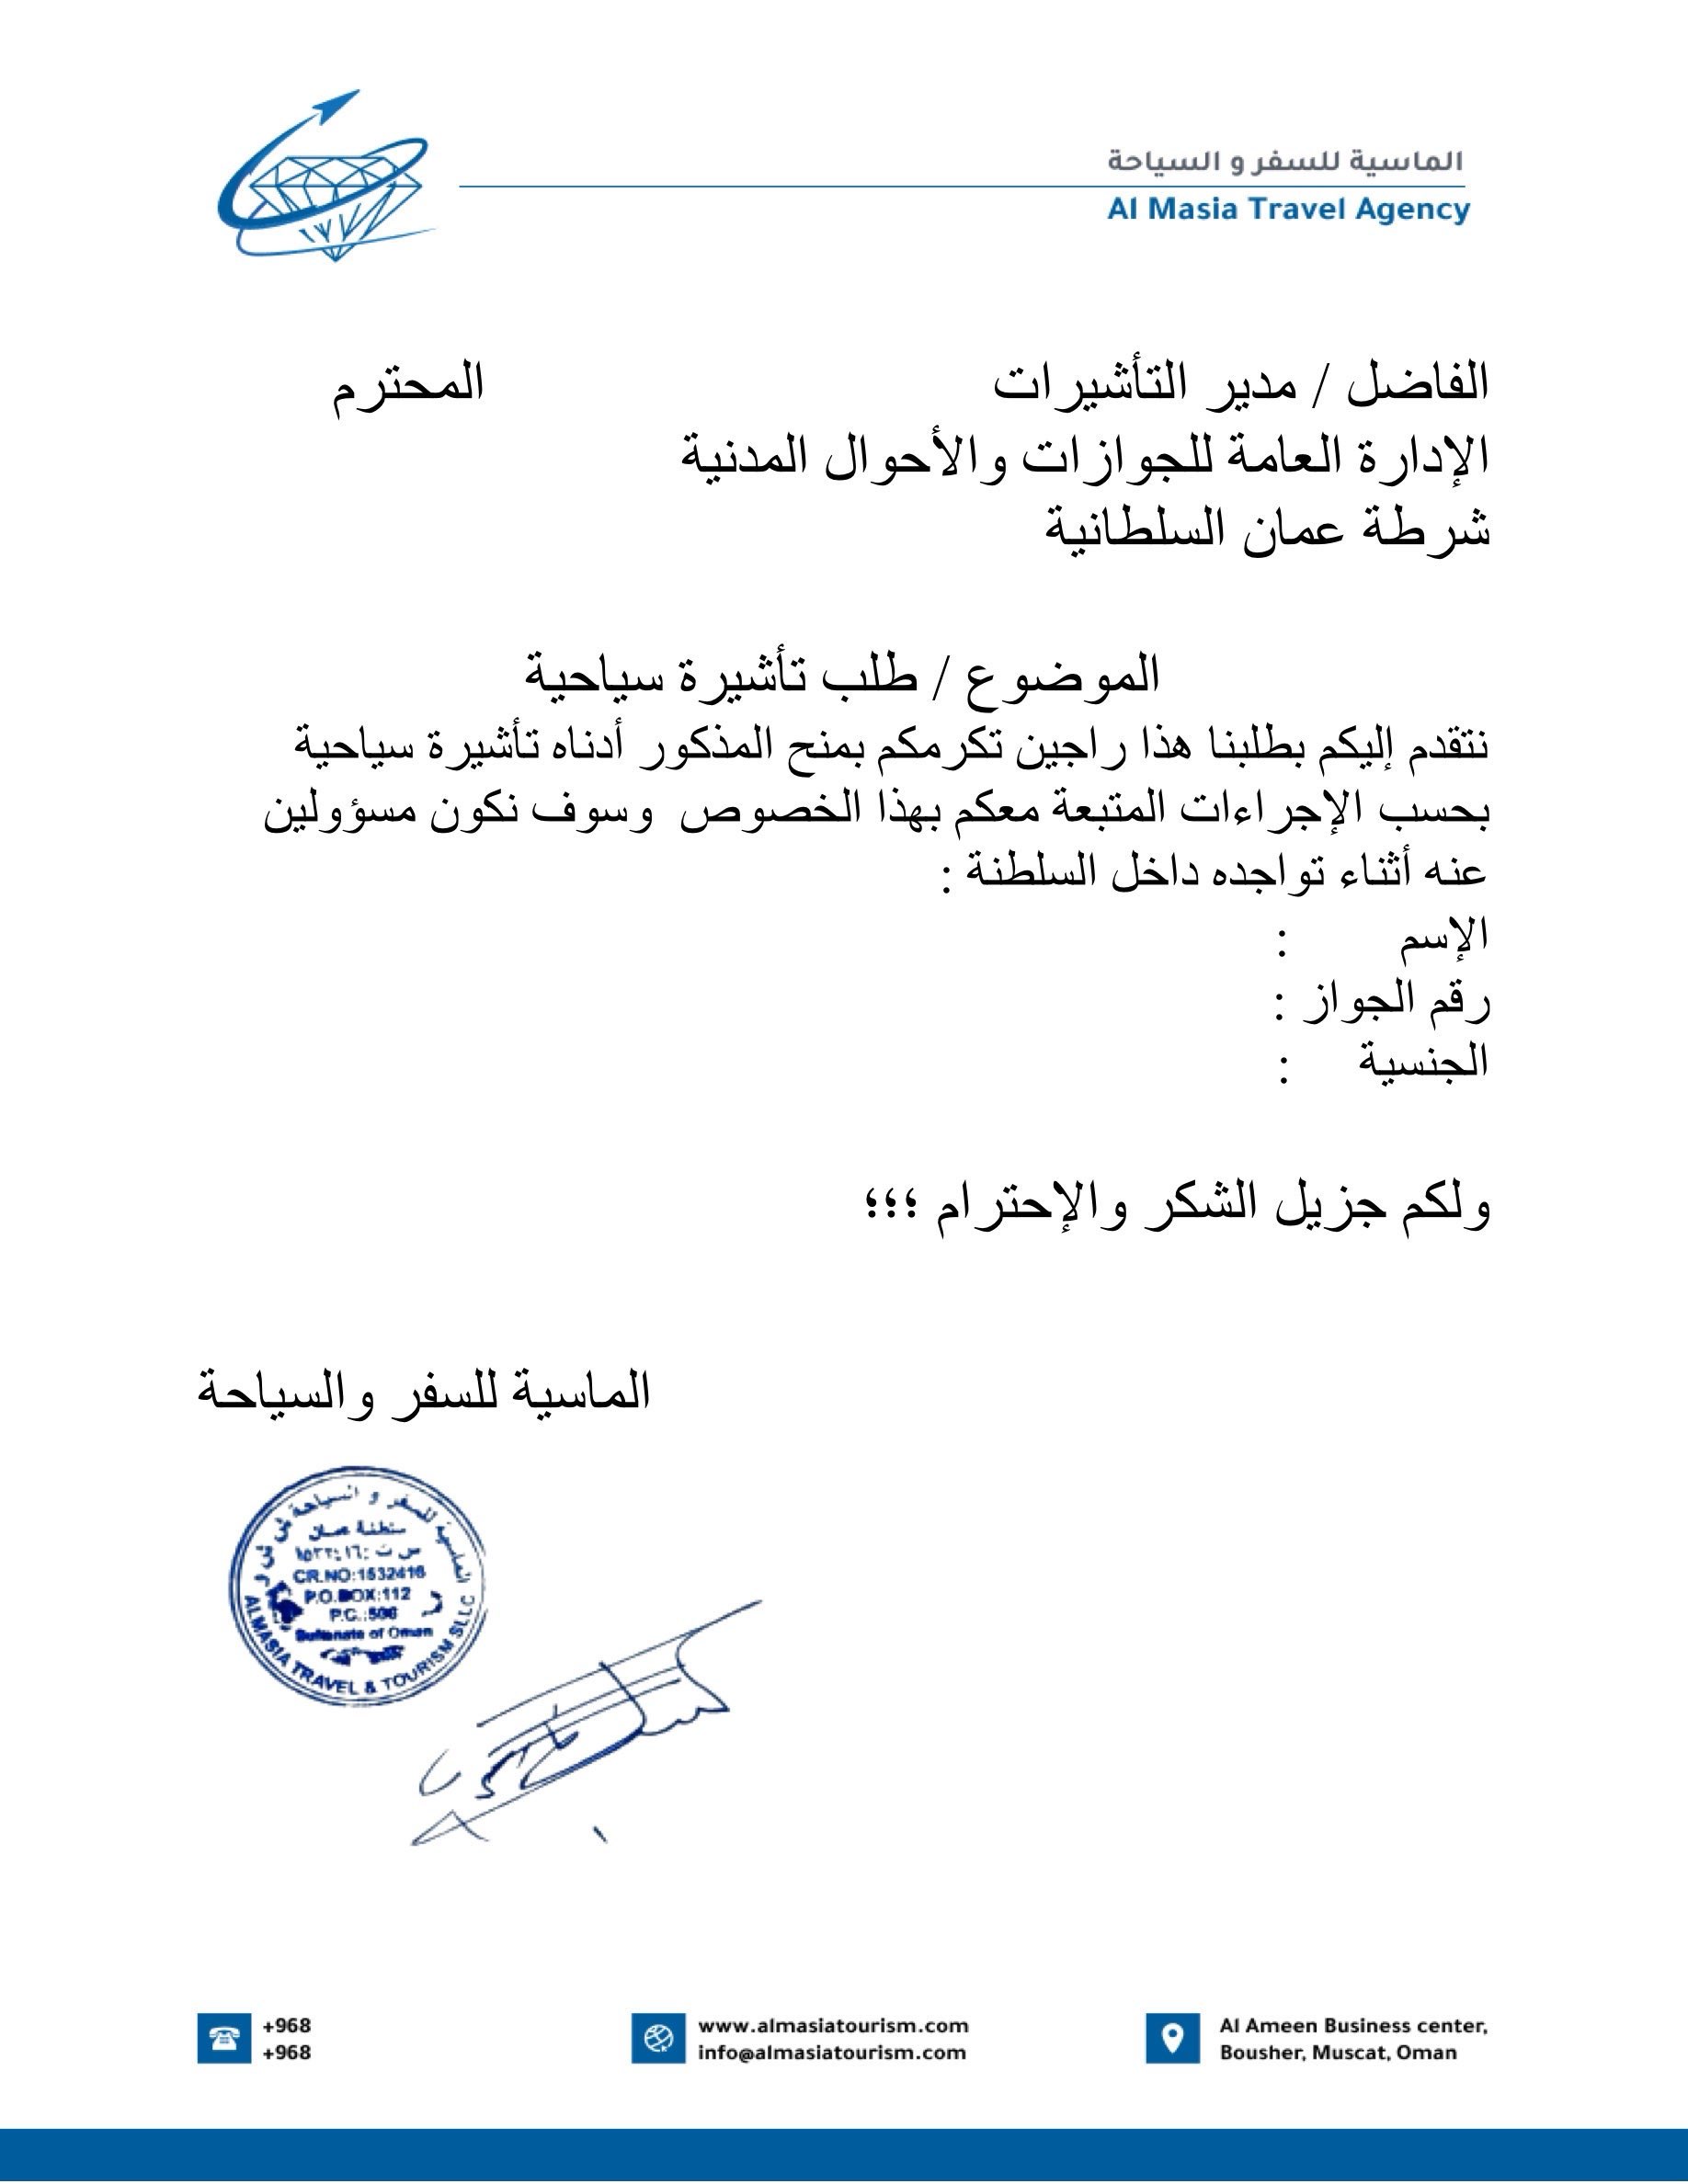 الماسية للسفر و السياحة
Al Masia Travel Agency
الفاضل / مدير التأشيرات المحترم
الإدارة العامة للجوازات والأحوال المدنية
شرطة عمان السلطانية
الموضوع / طلب تأشيرة سياحية
نتقدم إليكم بطلبنا هذا راجين تكرمكم بمنح المذكور أدناه تأشيرة سياحية
بحسب الإجراءات المتبعة معكم بهذا الخصوص وسوف نكون مسؤولين
عنه أثناء تواجده داخل السلطنة :
الإسم :
رقم الجواز :
الجنسية :
ولكم جزيل الشكر والإحترام ؛؛؛
الماسية للسفر والسياحة
الماسية للسفر و السياحة ش ش و
سلطنة عمان
CR.NO:1532416
P.O.BOX:112
P.C.:506
Sultanate of Oman
ALMASIA TRAVEL & TOURISM SLLC
+968
+968
www.almasiatourism.com
info@almasiatourism.com
Al Ameen Business center,
Bousher, Muscat, Oman